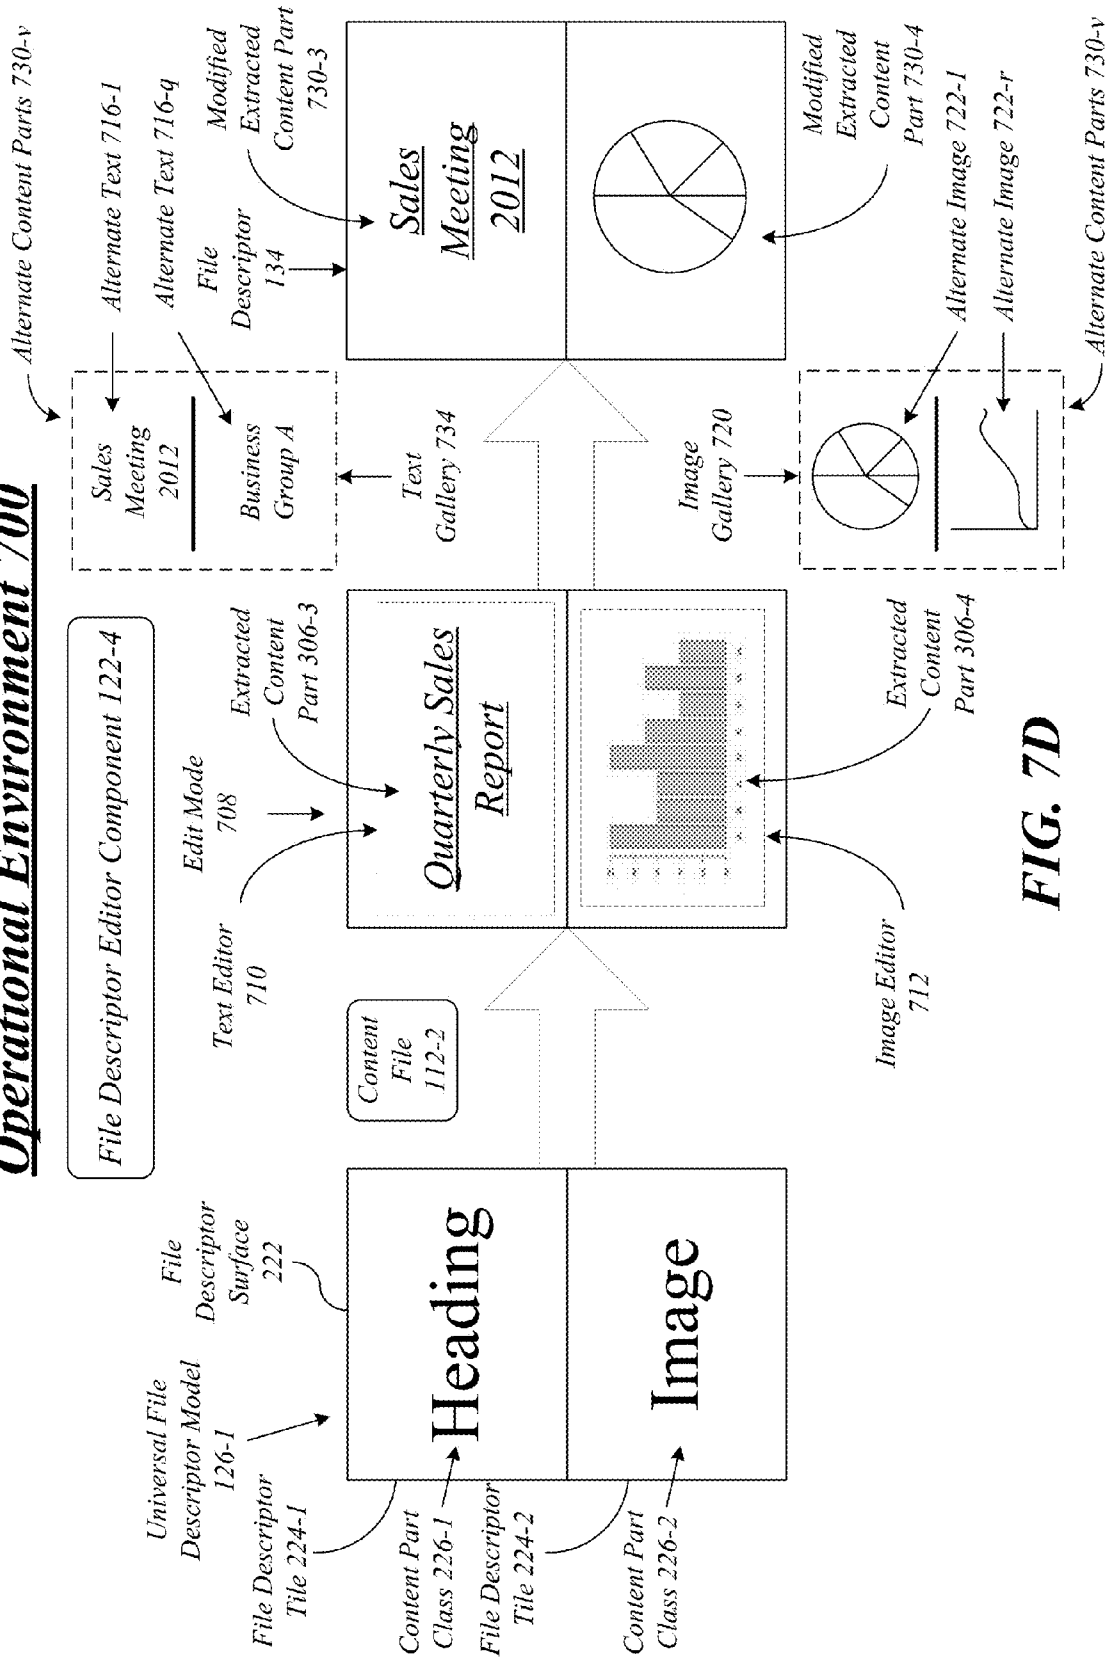 Operational Environment 700
File Descriptor Editor Component 122-4
Universal File
Descriptor Model
126-1
File
Descriptor
Surface
222
File Descriptor
Tile 224-1
Content Part
Class 226-1
File Descriptor
Tile 224-2
Content Part
Class 226-2
Heading
Image
Content
File
112-2
Text Editor
710
Edit Mode
708
Extracted
Content
Part 306-3
Quarterly Sales
Report
Image Editor
712
Extracted
Content
Part 306-4
Alternate Content Parts 730-v
Sales
Meeting
2012
Business
Group A
Alternate Text 716-1
Alternate Text 716-q
Text
Gallery 734
Image
Gallery 720
File
Descriptor
134
Modified
Extracted
Content Part
730-3
Sales
Meeting
2012
Modified
Extracted
Content
Part 730-4
Alternate Image 722-1
Alternate Image 722-r
Alternate Content Parts 730-v
FIG. 7D